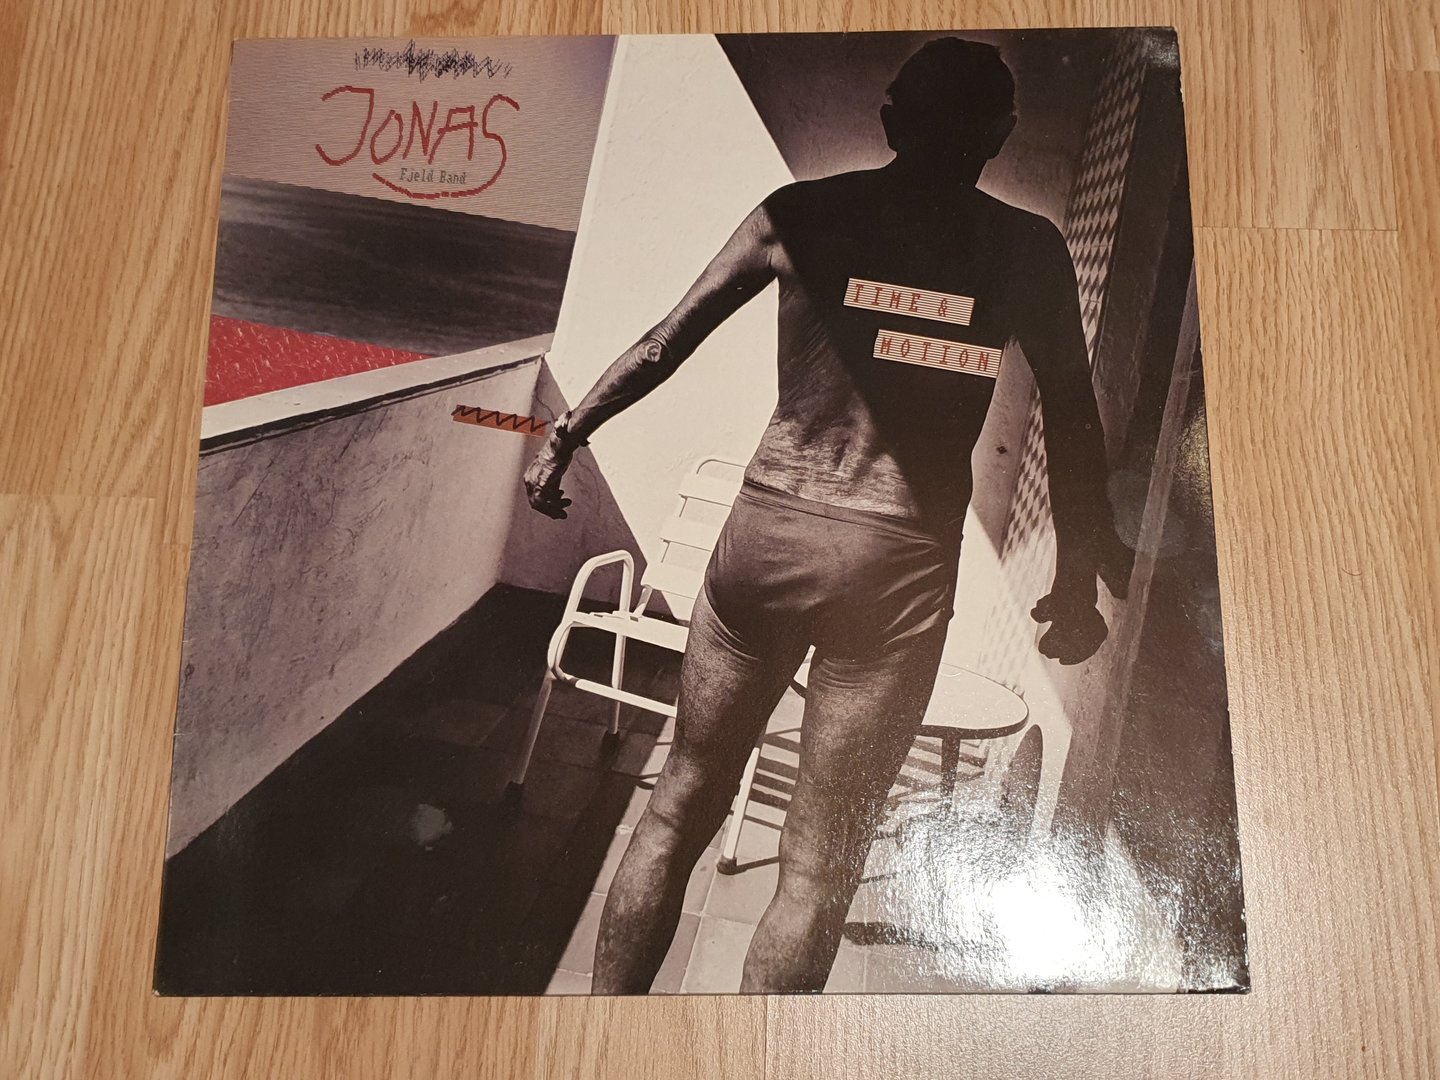 JONAS
Fjeld Band
TIME &
MOTION